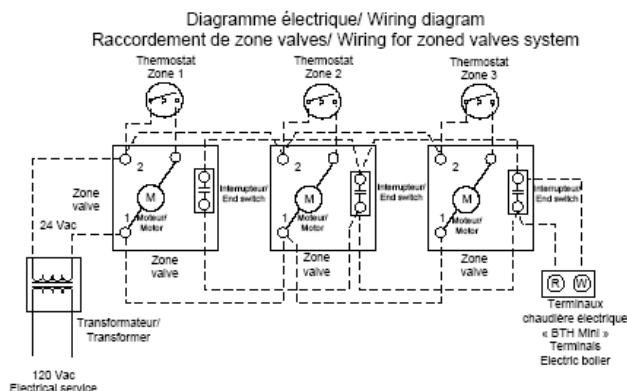 Diagramme électrique/ Wiring diagram
Raccordement de zone valves/ Wiring for zoned valves system
Thermostat
Zone 1
Thermostat
Zone 2
Thermostat
Zone 3
2
2
2
Zone
valve
M
Interrupteur/
End switch
M
Interrupteur/
End switch
M
Interrupteur/
End switch
24 Vac
1
Moteur/
Motor
1
Moteur/
Motor
1
Moteur/
Motor
Zone
valve
Zone
valve
Zone
valve
R W
Transformateur/
Transformer
Terminaux
chaudière électrique
« BTH Mini »
Terminals
Electric boiler
120 Vac
Electrical service